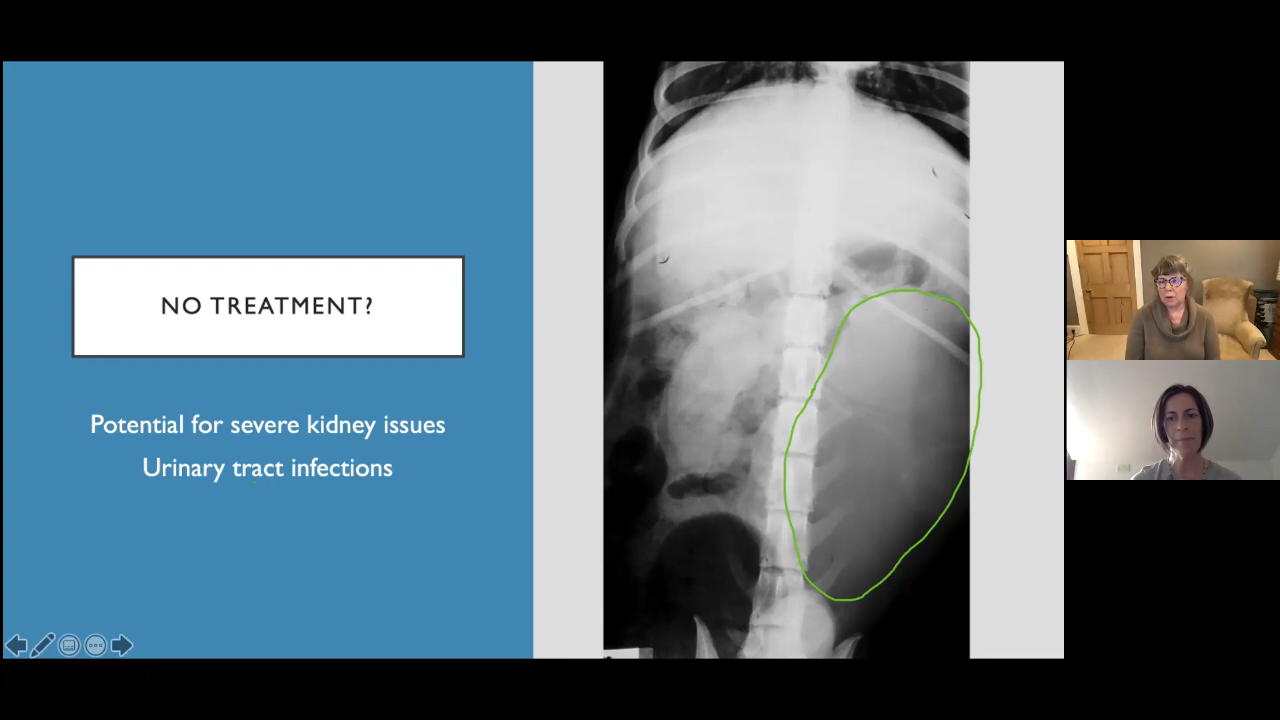 NO TREATMENT?
Potential for severe kidney issues
Urinary tract infections